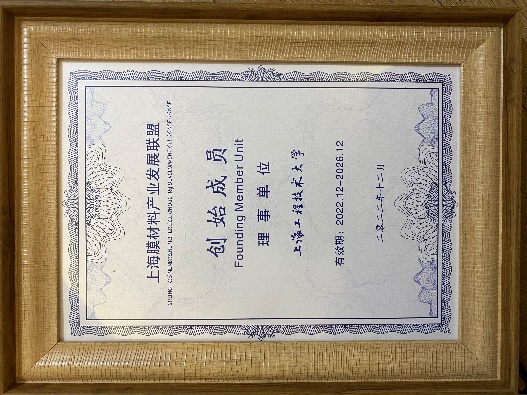 上海膜材料产业发展联盟
创始成员
Founding Member Unit
理事单位
上海工程技术大学
有效期：2022.12-2026.12
二零二二年十二月